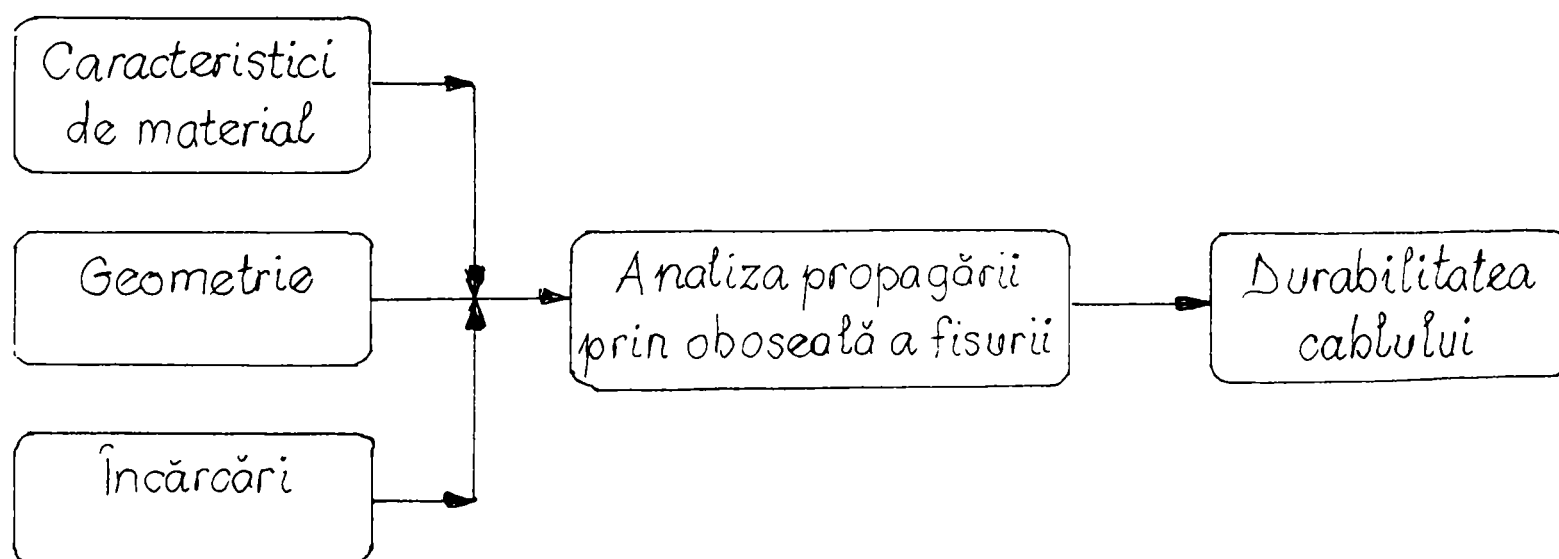 Caracteristici
de material
Geometrie
Încărcări
Analiza propagării
prin oboseală a fisurii
Durabilitatea
cablului